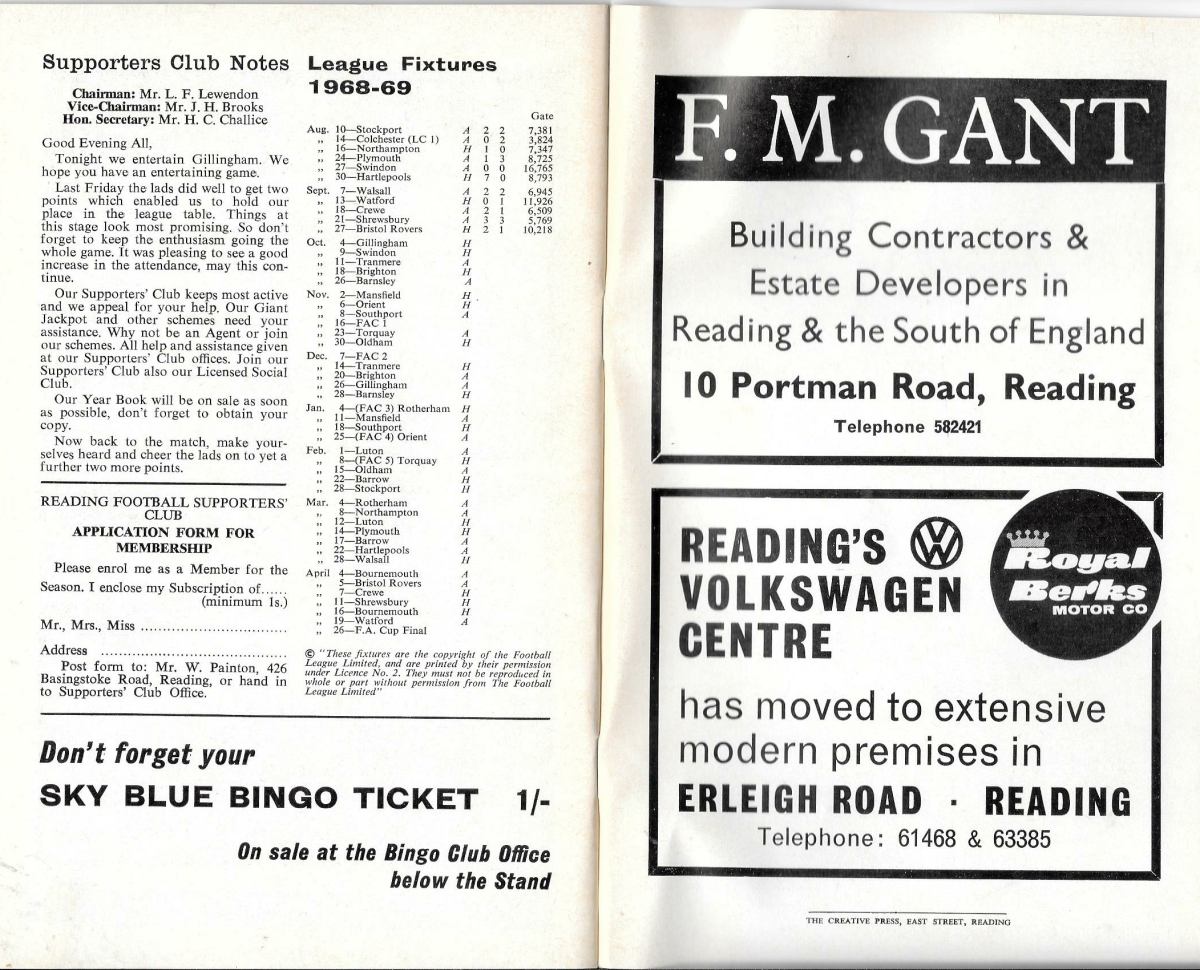 Supporters Club Notes
Chairman: Mr. L. F. Lewendon
Vice-Chairman: Mr. J. H. Brooks
Hon. Secretary: Mr. H. C. Challice
Good Evening All,
Tonight we entertain Gillingham. We
hope you have an entertaining game.
Last Friday the lads did well to get two
points which enabled us to hold our
place in the league table. Things at
this stage look most promising. So don't
forget to keep the enthusiasm going the
whole game. It was pleasing to see a good
increase in the attendance, may this con-
tinue.
Our Supporters' Club keeps most active
and we appeal for your help. Our Giant
Jackpot and other schemes need your
assistance. Why not be an Agent or join
our schemes. All help and assistance given
at our Supporters' Club offices. Join our
Supporters' Club also our Licensed Social
Club.
Our Year Book will be on sale as soon
as possible, don't forget to obtain your
copy.
Now back to the match, make your-
selves heard and cheer the lads on to yet a
further two more points.
READING FOOTBALL SUPPORTERS'
CLUB
APPLICATION FORM FOR
MEMBERSHIP
Please enrol me as a Member for the
Season. I enclose my Subscription of......
(minimum 1s.)
Mr., Mrs., Miss ..................................
Address ...........................................
Post form to: Mr. W. Painton, 426
Basingstoke Road, Reading, or hand in
to Supporters' Club Office.
League Fixtures
1968-69
Gate
Aug. 10—Stockport A 2 2 7,381
„ 14—Colchester (LC 1) A 0 2 3,824
„ 16—Northampton H 1 0 7,347
„ 24—Plymouth A 1 3 8,725
„ 27—Swindon A 0 0 16,765
„ 30—Hartlepools H 7 0 8,793
Sept. 7—Walsall A 2 2 6,945
„ 13—Watford H 0 1 11,926
„ 18—Crewe A 2 1 6,509
„ 21—Shrewsbury A 3 3 5,769
„ 27—Bristol Rovers H 2 1 10,218
Oct. 4—Gillingham H
„ 9—Swindon H
„ 11—Tranmere A
„ 18—Brighton H
„ 26—Barnsley A
Nov. 2—Mansfield H
„ 6—Orient H
„ 8—Southport A
„ 16—FAC 1
„ 23—Torquay A
„ 30—Oldham H
Dec. 7—FAC 2
„ 14—Tranmere H
„ 20—Brighton A
„ 26—Gillingham A
„ 28—Barnsley H
Jan. 4—(FAC 3) Rotherham H
„ 11—Mansfield A
„ 18—Southport H
„ 25—(FAC 4) Orient A
Feb. 1—Luton A
„ 8—(FAC 5) Torquay H
„ 15—Oldham A
„ 22—Barrow H
„ 28—Stockport H
Mar. 4—Rotherham A
„ 8—Northampton A
„ 12—Luton H
„ 14—Plymouth H
„ 17—Barrow A
„ 22—Hartlepools A
„ 28—Walsall H
April 4—Bournemouth A
„ 5—Bristol Rovers A
„ 7—Crewe H
„ 11—Shrewsbury H
„ 16—Bournemouth H
„ 19—Watford A
„ 26—F.A. Cup Final
© "These fixtures are the copyright of the Football
League Limited, and are printed by their permission
under Licence No. 2. They must not be reproduced in
whole or part without permission from The Football
League Limited"
Don't forget your
SKY BLUE BINGO TICKET 1/-
On sale at the Bingo Club Office
below the Stand
F. M. GANT
Building Contractors &
Estate Developers in
Reading & the South of England
10 Portman Road, Reading
Telephone 582421
READING'S VW
VOLKSWAGEN
CENTRE
Royal
Berks
MOTOR CO
has moved to extensive
modern premises in
ERLEIGH ROAD · READING
Telephone: 61468 & 63385
THE CREATIVE PRESS, EAST STREET, READING